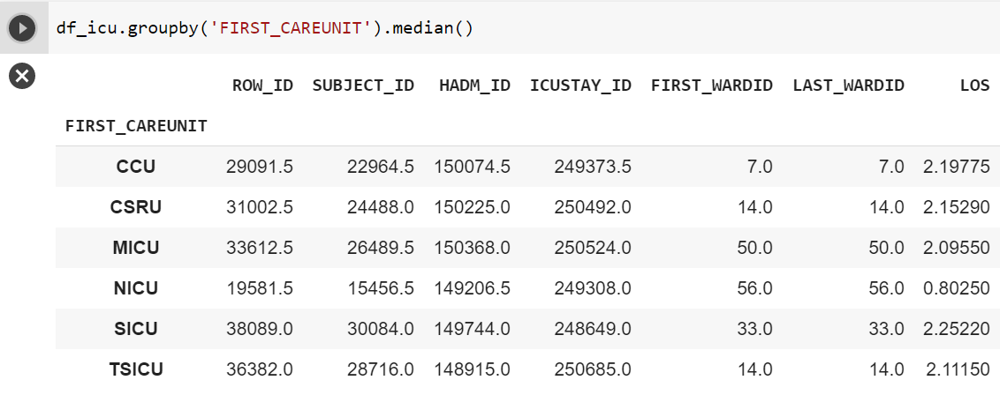 df_icu.groupby('FIRST_CAREUNIT').median()
ROW_ID SUBJECT_ID HADM_ID ICUSTAY_ID FIRST_WARDID LAST_WARDID LOS
FIRST_CAREUNIT
CCU 29091.5 22964.5 150074.5 249373.5 7.0 7.0 2.19775
CSRU 31002.5 24488.0 150225.0 250492.0 14.0 14.0 2.15290
MICU 33612.5 26489.5 150368.0 250524.0 50.0 50.0 2.09550
NICU 19581.5 15456.5 149206.5 249308.0 56.0 56.0 0.80250
SICU 38089.0 30084.0 149744.0 248649.0 33.0 33.0 2.25220
TSICU 36382.0 28716.0 148915.0 250685.0 14.0 14.0 2.11150